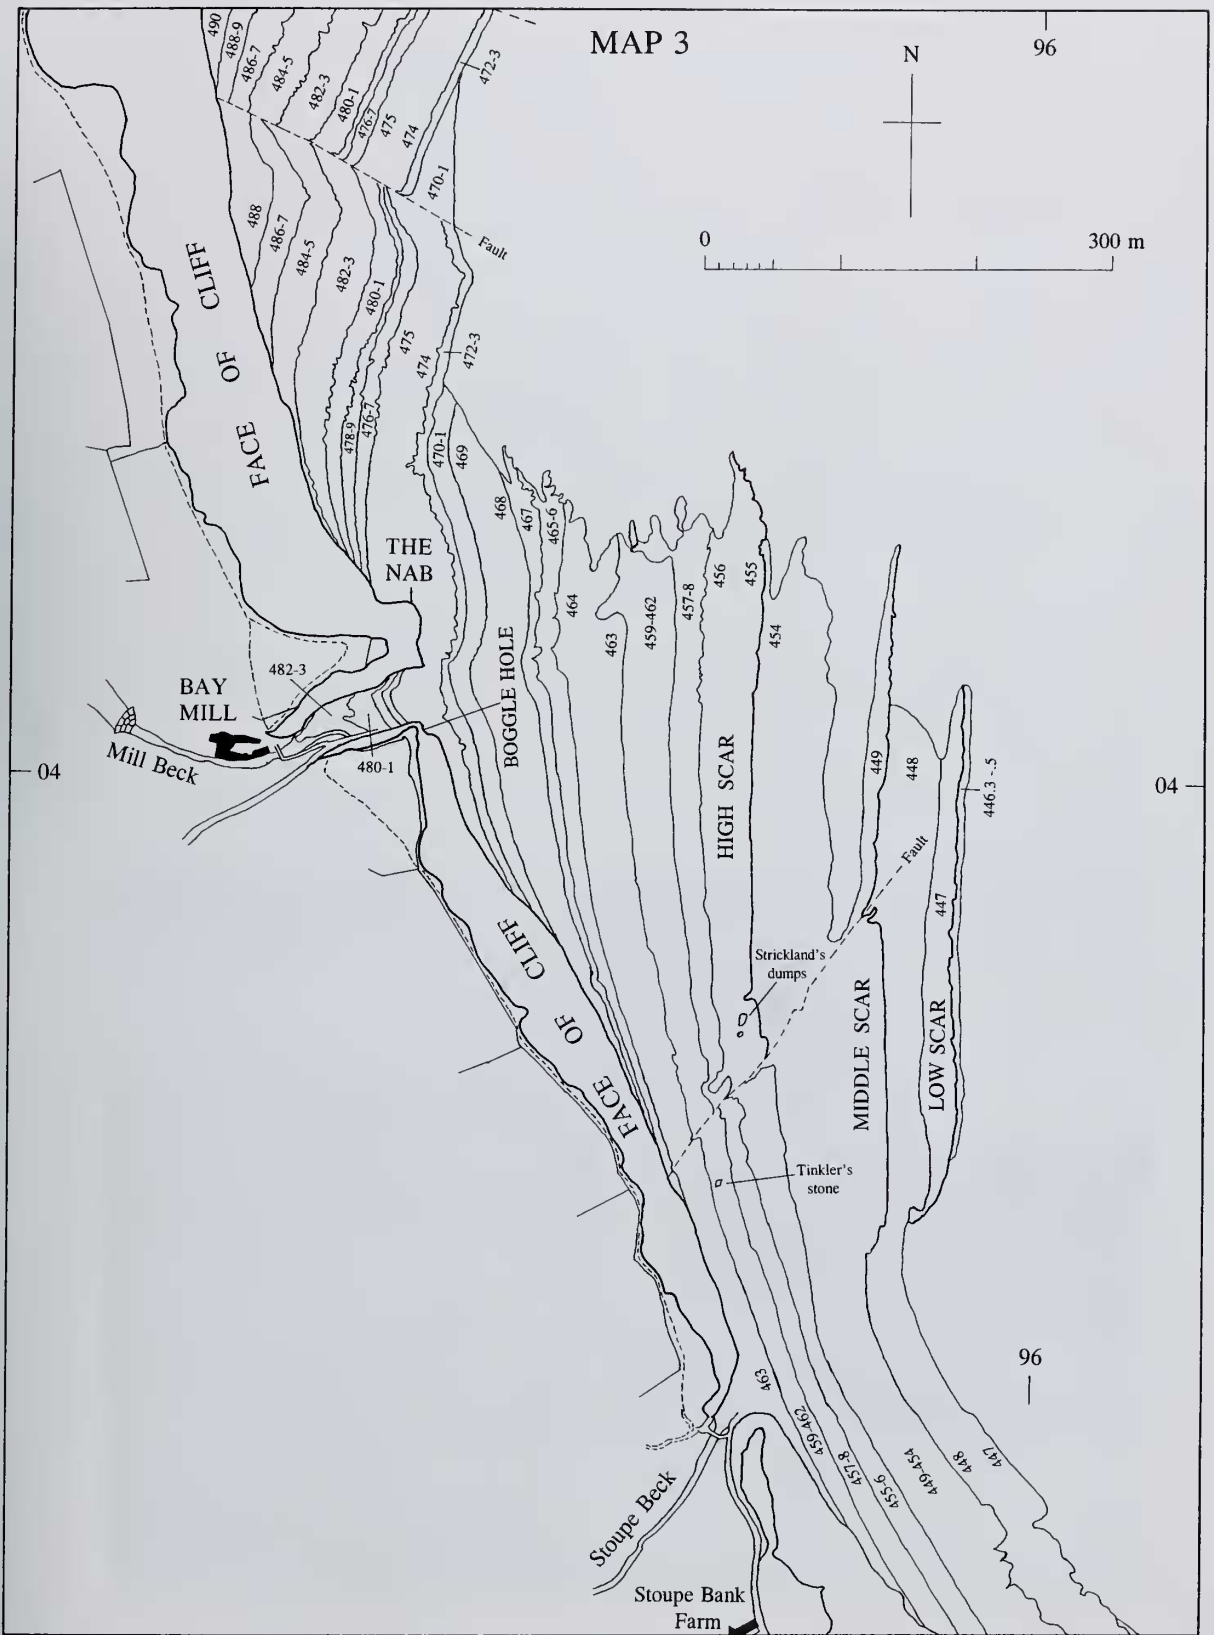 MAP 3
96
N
0
300 m
490
488-9
486-7
484-5
482-3
480-1
476-7
475
474
472-3
470-1
Fault
488
486-7
484-5
482-3
480-1
475
474
472-3
478-9
476-7
470-1
469
468
467
465-6
464
463
459-462
457-8
456
455
454
449
448
447
446.3 -.5
FACE OF CLIFF
THE
NAB
BOGGLE HOLE
482-3
480-1
BAY
MILL
Mill Beck
04
04
HIGH SCAR
Fault
Strickland's
dumps
MIDDLE SCAR
LOW SCAR
FACE OF CLIFF
Tinkler's
stone
96
463
459-462
457-8
455-6
449-454
448
447
Stoupe Beck
Stoupe Bank
Farm